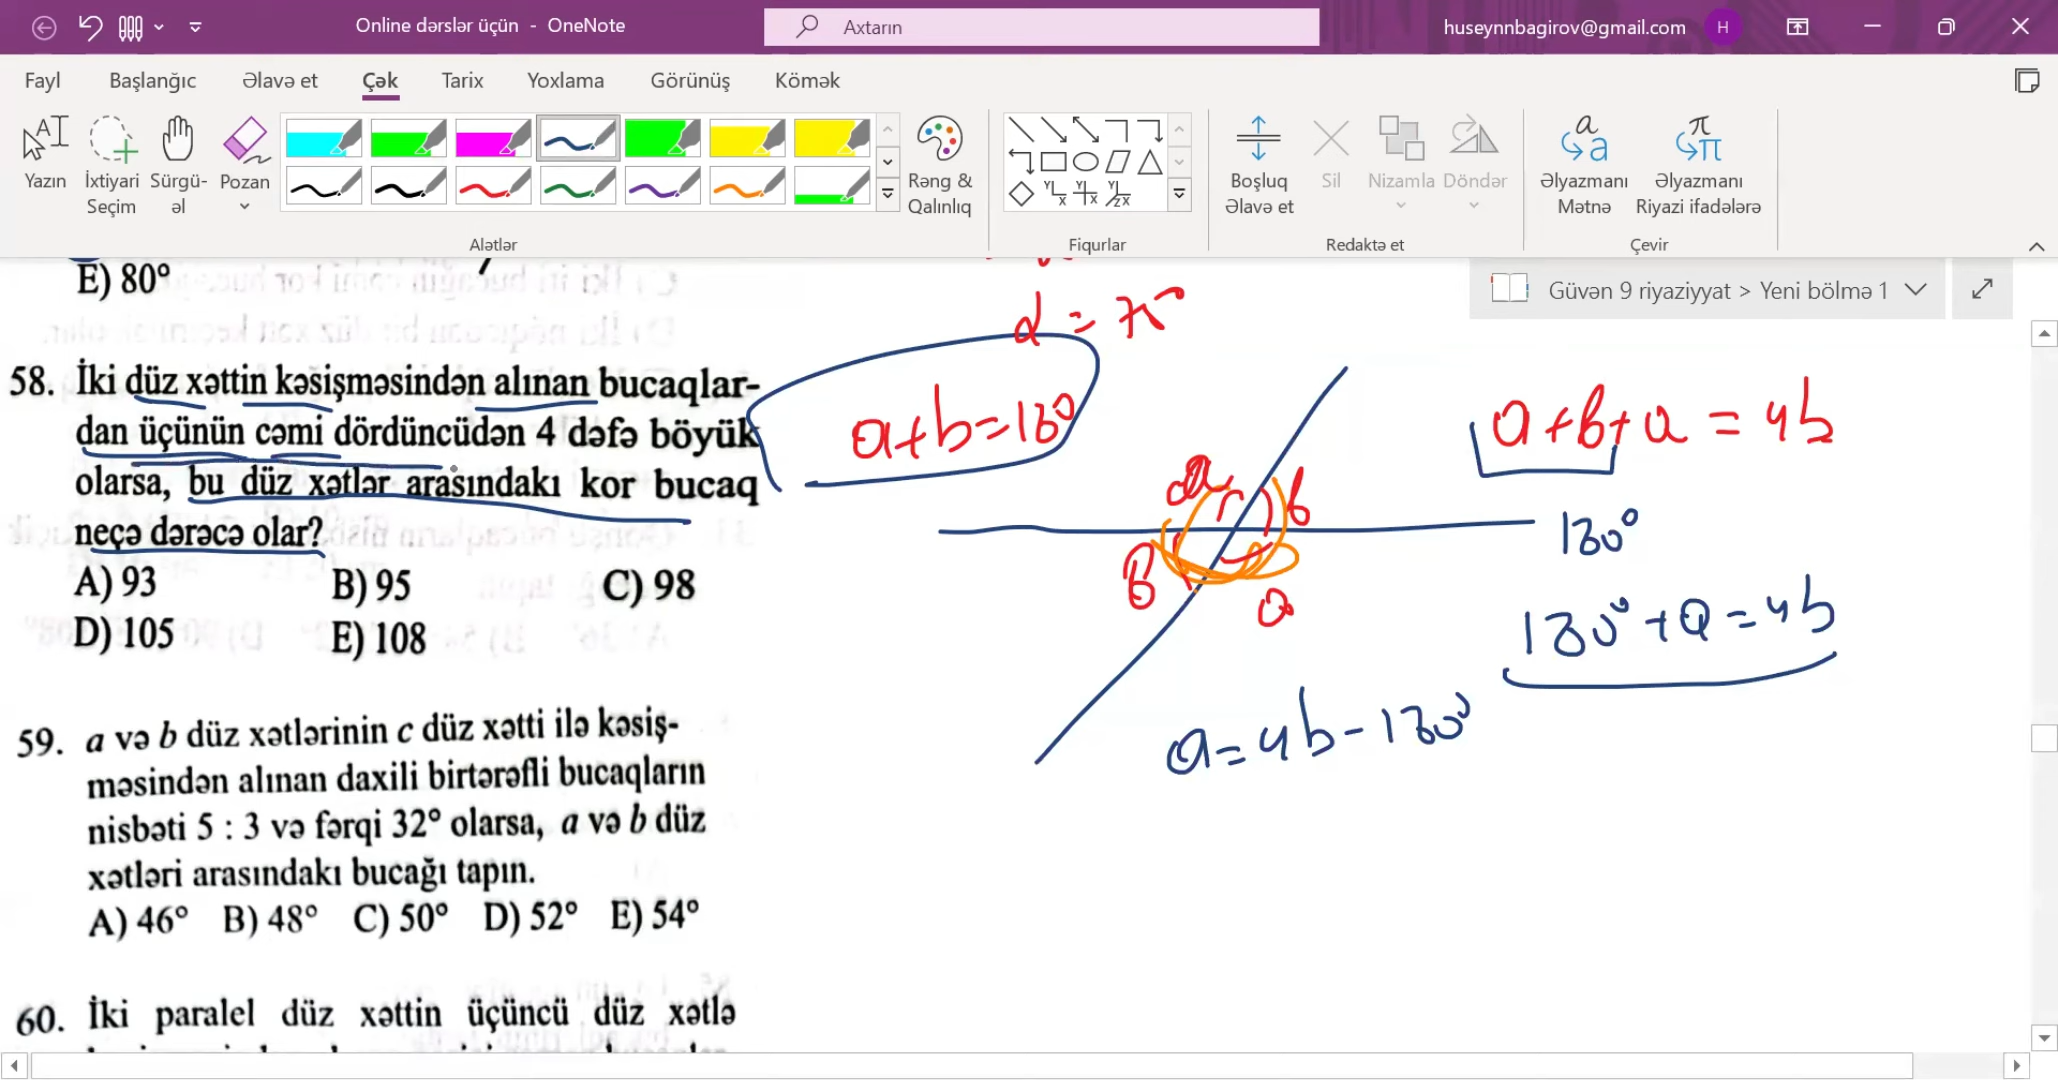 Online dərslər üçün - OneNote
Axtarın
huseynnbagirov@gmail.com
H
Fayl Başlanğıc Əlavə et Çək Tarix Yoxlama Görünüş Kömək
Yazın
İxtiyari Seçim
Sürgü-əl
Pozan
Rəng & Qalınlıq
Boşluq Əlavə et
Sil
Nizamla
Döndər
Əlyazmanı Mətnə
Əlyazmanı Riyazi ifadələrə
Alətlər
Fiqurlar
Redaktə et
Çevir
Güvən 9 riyaziyyat > Yeni bölmə 1
E) 80°
58. İki düz xəttin kəsişməsindən alınan bucaqlar-
dan üçünün cəmi dördüncüdən 4 dəfə böyük
olarsa, bu düz xətlər arasındakı kor bucaq
neçə dərəcə olar?
A) 93 B) 95 C) 98
D) 105 E) 108
59. a və b düz xətlərinin c düz xətti ilə kəsiş-
məsindən alınan daxili birtərəfli bucaqların
nisbəti 5 : 3 və fərqi 32° olarsa, a və b düz
xətləri arasındakı bucağı tapın.
A) 46° B) 48° C) 50° D) 52° E) 54°
60. İki paralel düz xəttin üçüncü düz xətlə
a+b=180
a
b
b
a
a+b+a = 4b
180°
180°+a=4b
a=4b-180°